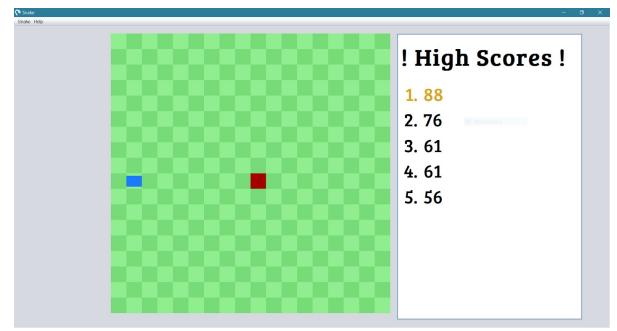 Snake
Snake Help
! High Scores !
1. 88
2. 76
3. 61
4. 61
5. 56